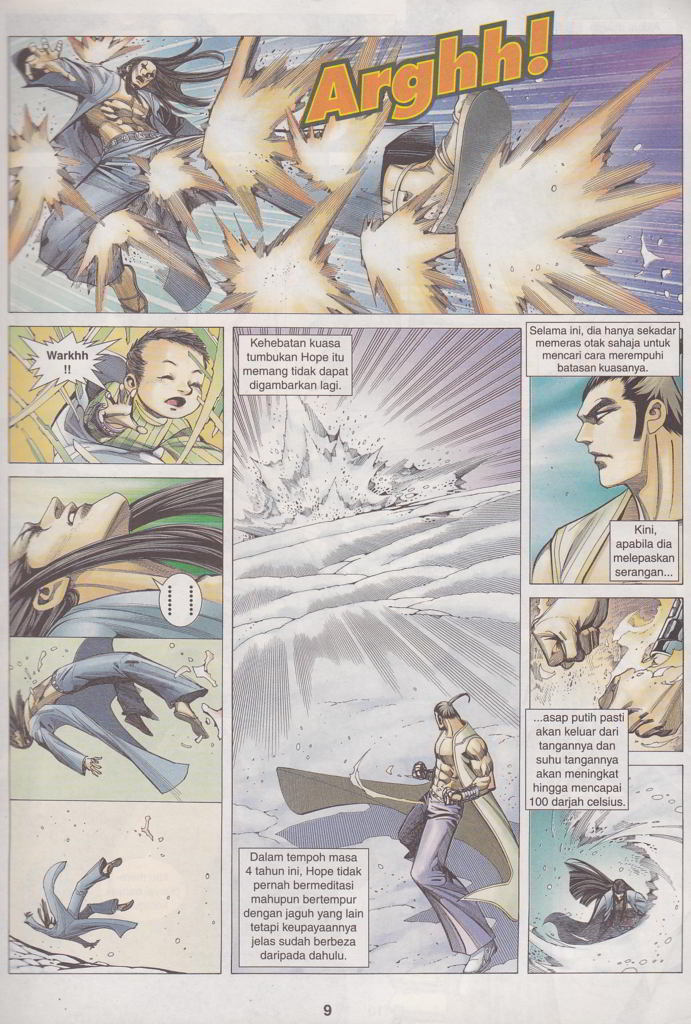 Arghh!
Warkhh
!!
Kehebatan kuasa
tumbukan Hope itu
memang tidak dapat
digambarkan lagi.
Selama ini, dia hanya sekadar
memeras otak sahaja untuk
mencari cara merempuhi
batasan kuasanya.
Kini,
apabila dia
melepaskan
serangan...
...asap putih pasti
akan keluar dari
tangannya dan
suhu tangannya
akan meningkat
hingga mencapai
100 darjah celsius.
Dalam tempoh masa
4 tahun ini, Hope tidak
pernah bermeditasi
mahupun bertempur
dengan jaguh yang lain
tetapi keupayaannya
jelas sudah berbeza
daripada dahulu.
9